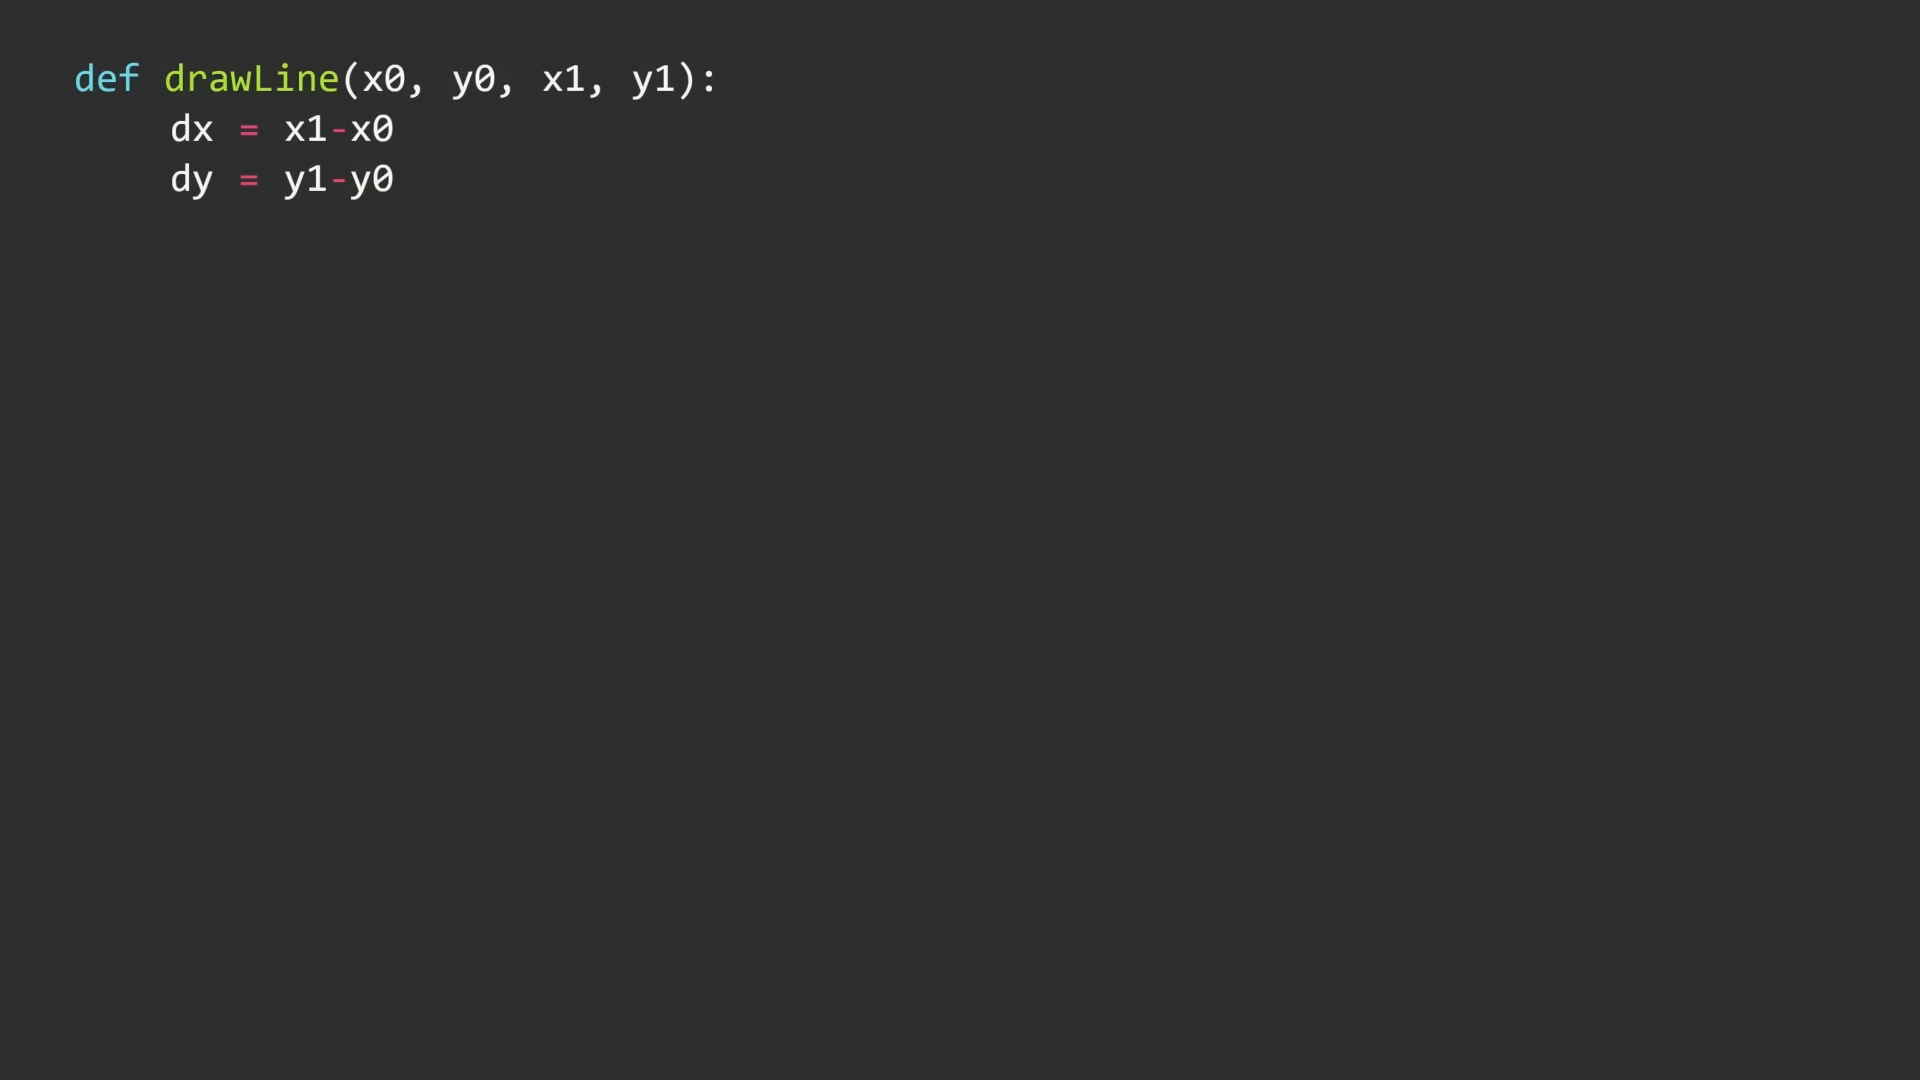 def drawLine(x0, y0, x1, y1):
    dx = x1-x0
    dy = y1-y0